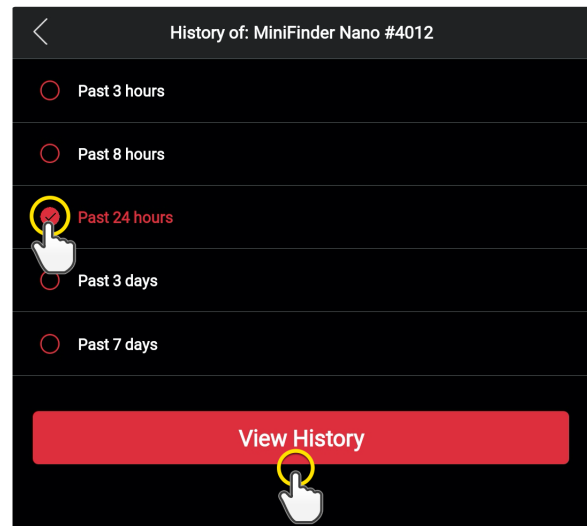 History of: MiniFinder Nano #4012
Past 3 hours
Past 8 hours
Past 24 hours
Past 3 days
Past 7 days
View History